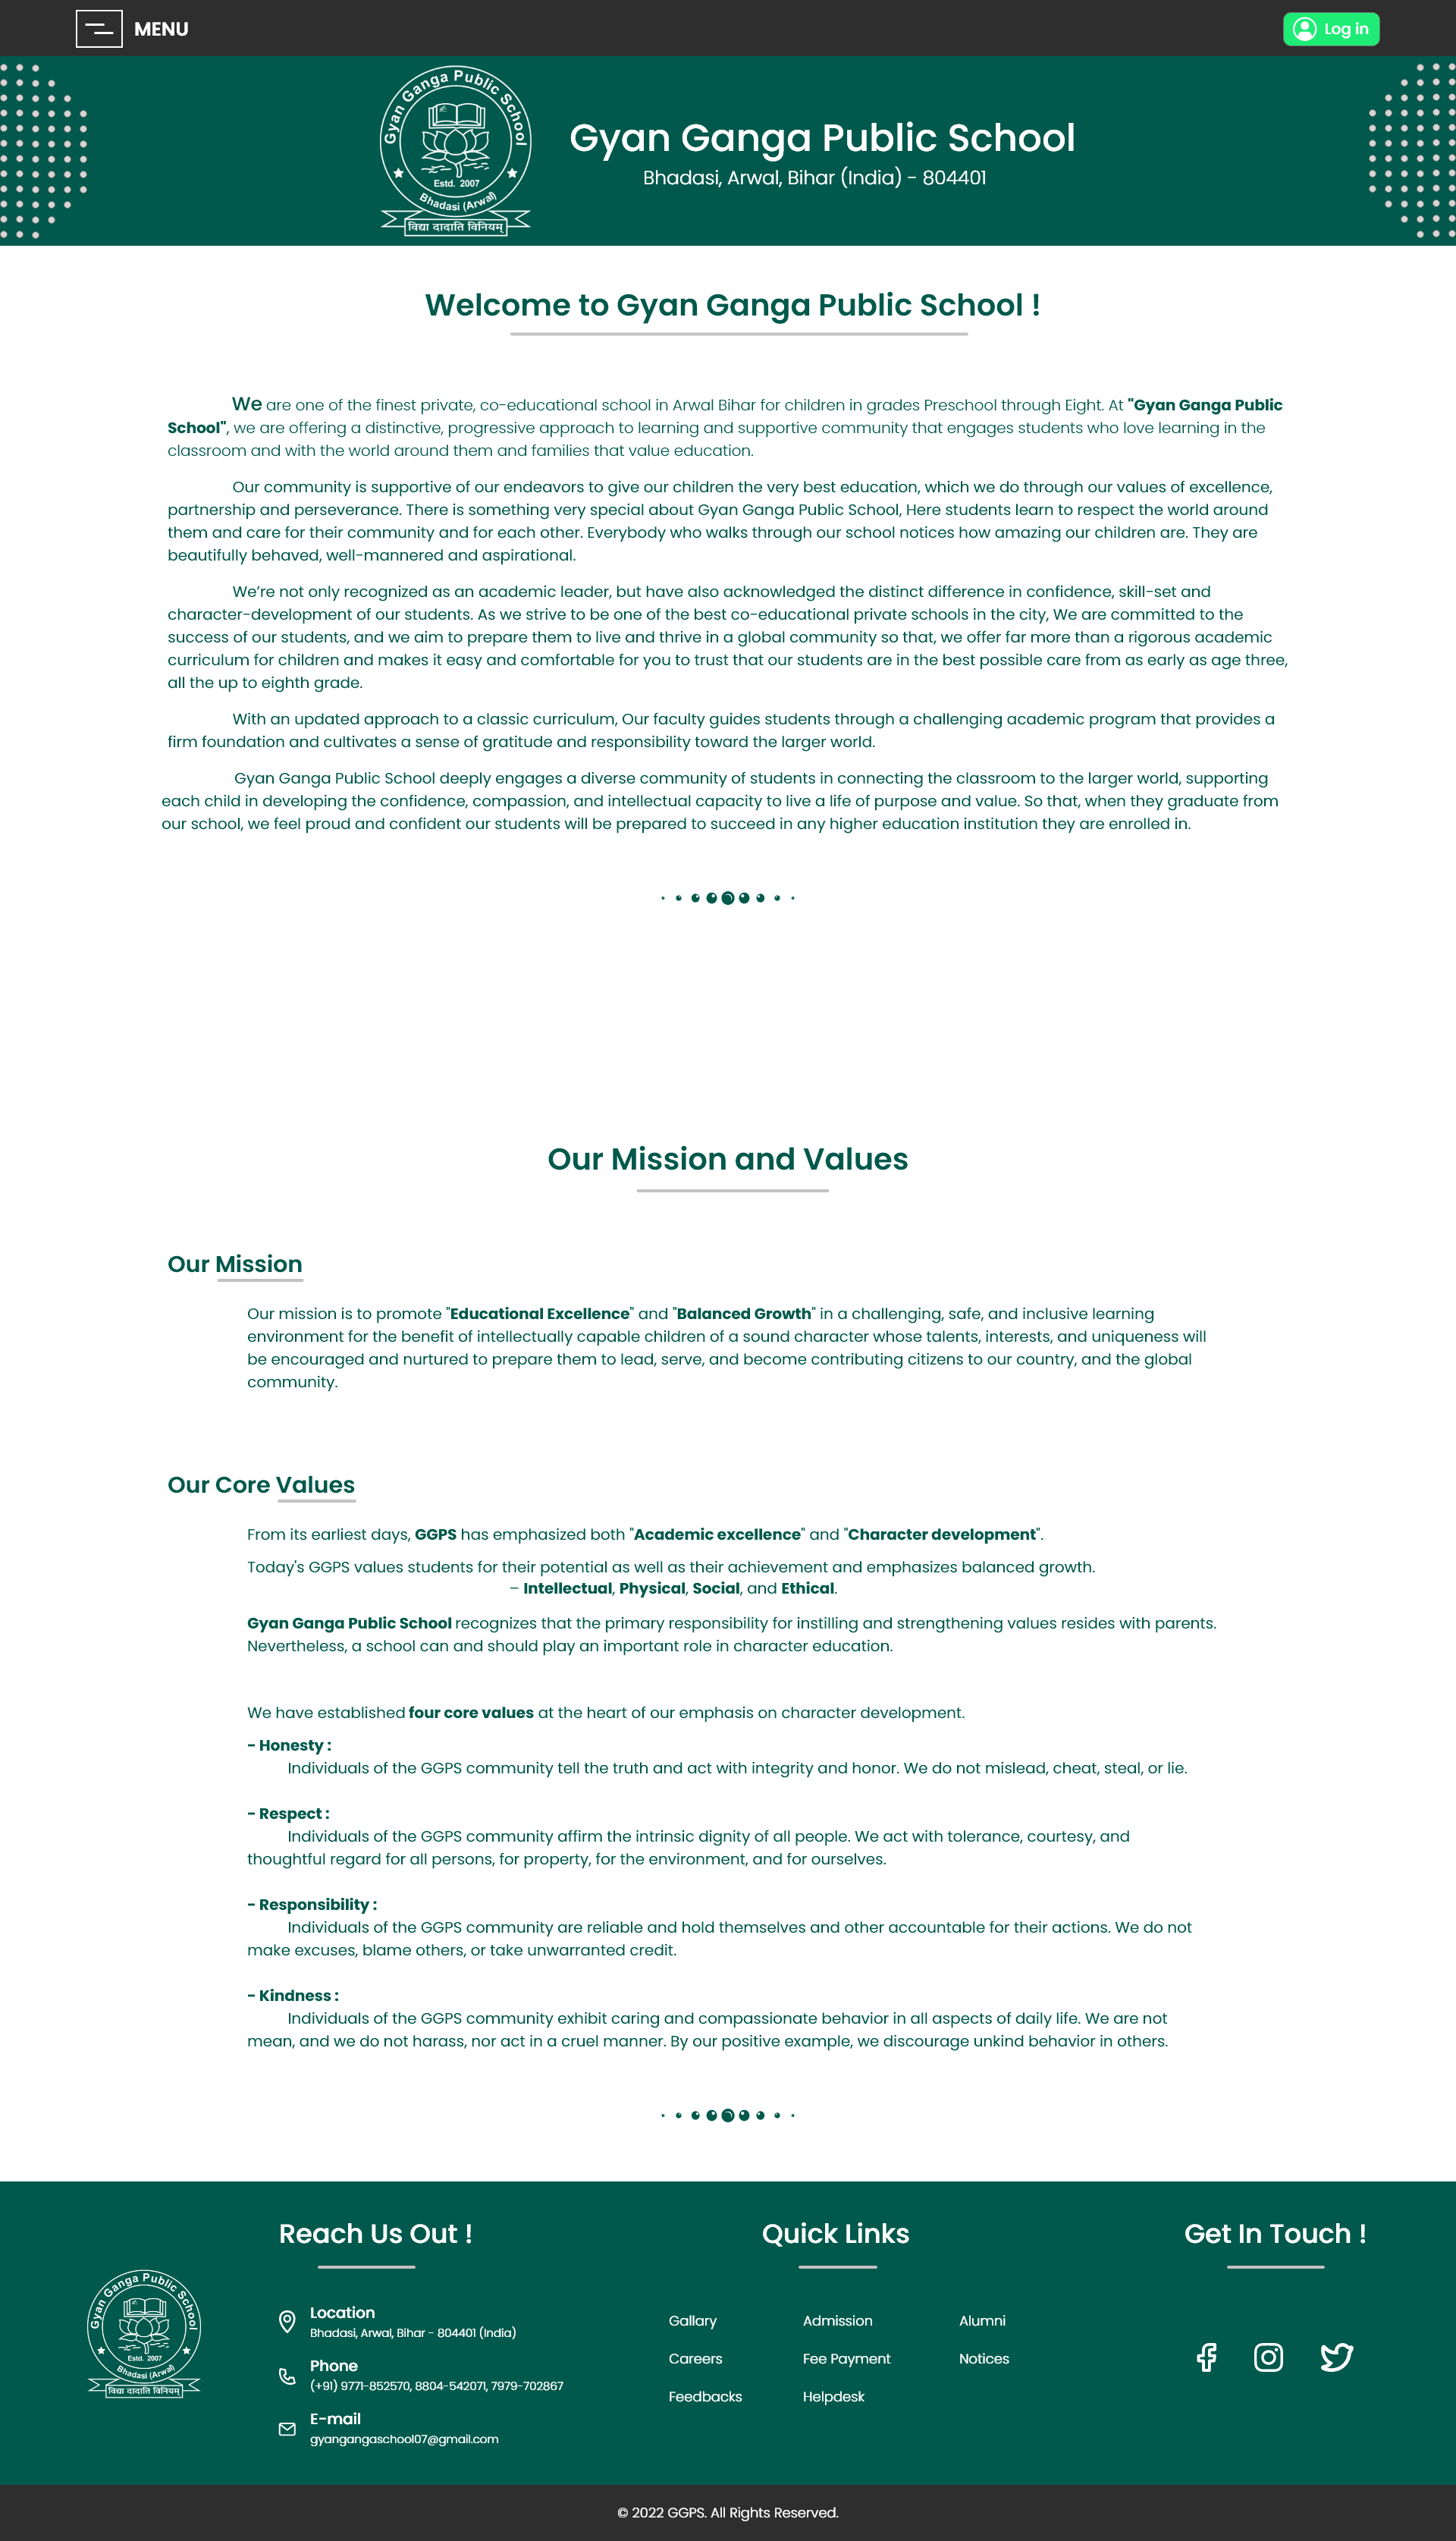 MENU
Log in
Gyan Ganga Public School
Estd. 2007
Bhadasi (Arwal)
विद्या दादाति विनियम्
Gyan Ganga Public School
Bhadasi, Arwal, Bihar (India) - 804401
Welcome to Gyan Ganga Public School !
We are one of the finest private, co-educational school in Arwal Bihar for children in grades Preschool through Eight. At "Gyan Ganga Public
School", we are offering a distinctive, progressive approach to learning and supportive community that engages students who love learning in the
classroom and with the world around them and families that value education.
Our community is supportive of our endeavors to give our children the very best education, which we do through our values of excellence,
partnership and perseverance. There is something very special about Gyan Ganga Public School, Here students learn to respect the world around
them and care for their community and for each other. Everybody who walks through our school notices how amazing our children are. They are
beautifully behaved, well-mannered and aspirational.
We’re not only recognized as an academic leader, but have also acknowledged the distinct difference in confidence, skill-set and
character-development of our students. As we strive to be one of the best co-educational private schools in the city, We are committed to the
success of our students, and we aim to prepare them to live and thrive in a global community so that, we offer far more than a rigorous academic
curriculum for children and makes it easy and comfortable for you to trust that our students are in the best possible care from as early as age three,
all the up to eighth grade.
With an updated approach to a classic curriculum, Our faculty guides students through a challenging academic program that provides a
firm foundation and cultivates a sense of gratitude and responsibility toward the larger world.
Gyan Ganga Public School deeply engages a diverse community of students in connecting the classroom to the larger world, supporting
each child in developing the confidence, compassion, and intellectual capacity to live a life of purpose and value. So that, when they graduate from
our school, we feel proud and confident our students will be prepared to succeed in any higher education institution they are enrolled in.
Our Mission and Values
Our Mission
Our mission is to promote "Educational Excellence" and "Balanced Growth" in a challenging, safe, and inclusive learning
environment for the benefit of intellectually capable children of a sound character whose talents, interests, and uniqueness will
be encouraged and nurtured to prepare them to lead, serve, and become contributing citizens to our country, and the global
community.
Our Core Values
From its earliest days, GGPS has emphasized both "Academic excellence" and "Character development".
Today's GGPS values students for their potential as well as their achievement and emphasizes balanced growth.
– Intellectual, Physical, Social, and Ethical.
Gyan Ganga Public School recognizes that the primary responsibility for instilling and strengthening values resides with parents.
Nevertheless, a school can and should play an important role in character education.
We have established four core values at the heart of our emphasis on character development.
- Honesty :
Individuals of the GGPS community tell the truth and act with integrity and honor. We do not mislead, cheat, steal, or lie.
- Respect :
Individuals of the GGPS community affirm the intrinsic dignity of all people. We act with tolerance, courtesy, and
thoughtful regard for all persons, for property, for the environment, and for ourselves.
- Responsibility :
Individuals of the GGPS community are reliable and hold themselves and other accountable for their actions. We do not
make excuses, blame others, or take unwarranted credit.
- Kindness :
Individuals of the GGPS community exhibit caring and compassionate behavior in all aspects of daily life. We are not
mean, and we do not harass, nor act in a cruel manner. By our positive example, we discourage unkind behavior in others.
Gyan Ganga Public School
Estd. 2007
Bhadasi (Arwal)
विद्या दादाति विनियम्
Reach Us Out !
Location
Bhadasi, Arwal, Bihar - 804401 (India)
Phone
(+91) 9771-852570, 8804-542071, 7979-702867
E-mail
gyangangaschool07@gmail.com
Quick Links
Gallary Admission Alumni
Careers Fee Payment Notices
Feedbacks Helpdesk
Get In Touch !
© 2022 GGPS. All Rights Reserved.